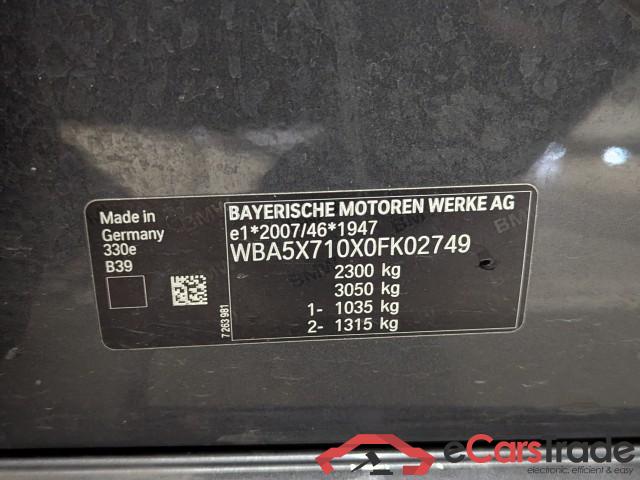 Made in
Germany
330e
B39
7 263 981
BAYERISCHE MOTOREN WERKE AG
e1*2007/46*1947
WBA5X710X0FK02749
2300 kg
3050 kg
1- 1035 kg
2- 1315 kg
eCarsTrade
electronic, efficient & easy